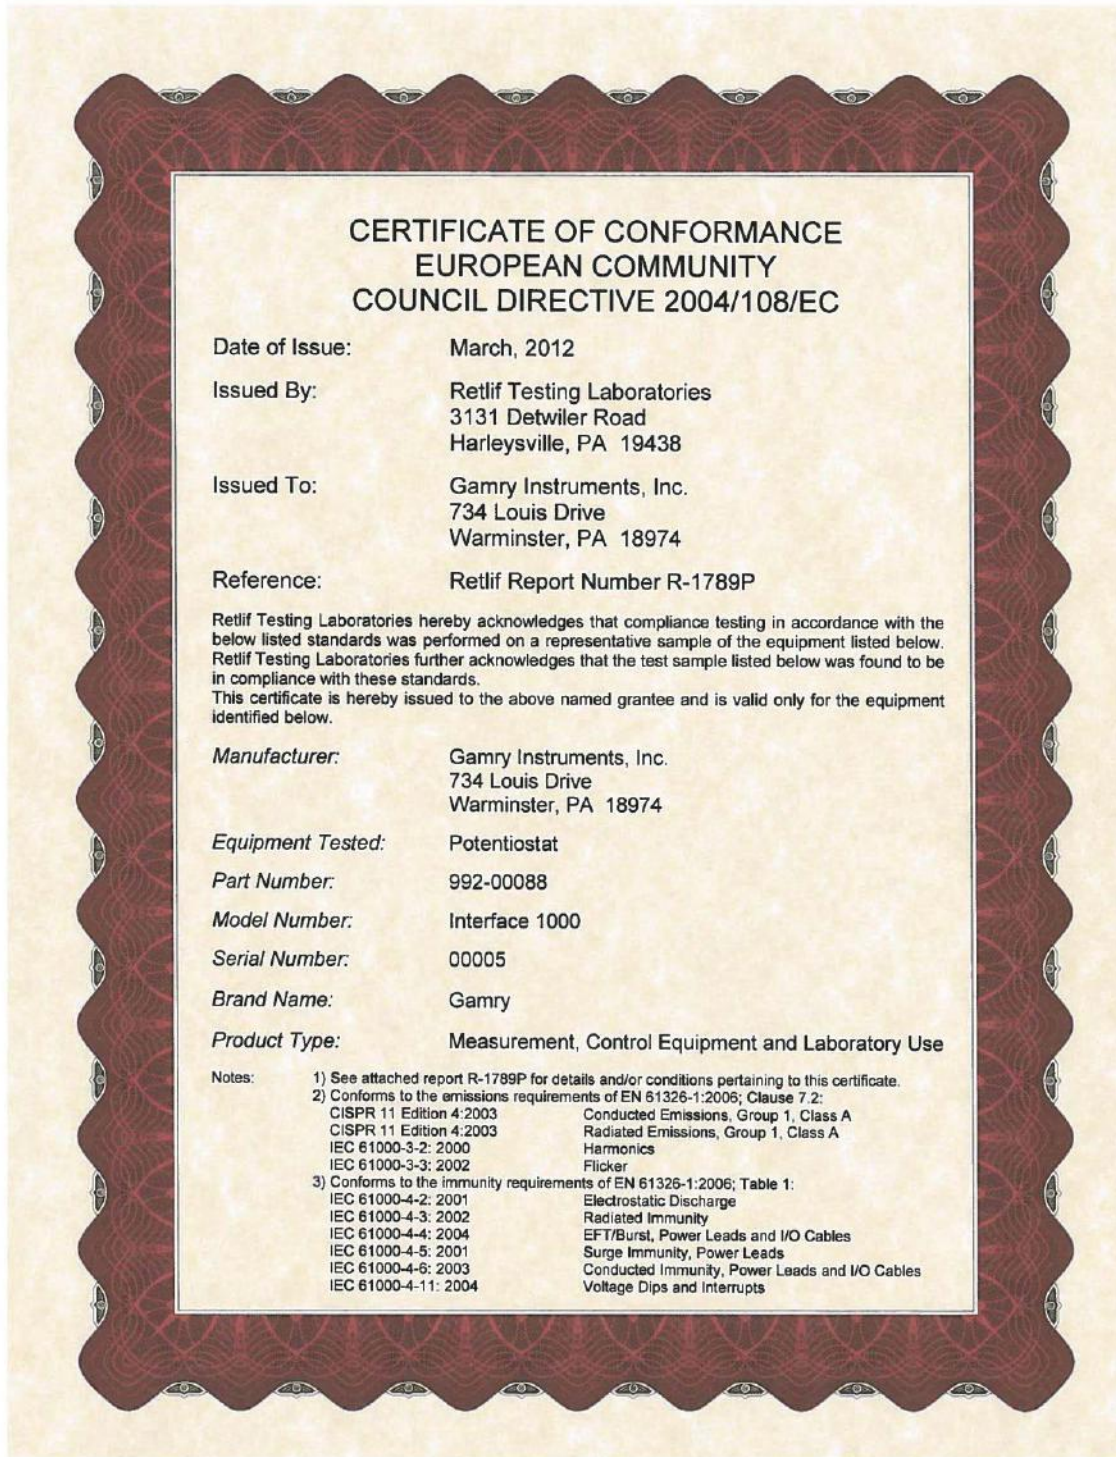 CERTIFICATE OF CONFORMANCE
EUROPEAN COMMUNITY
COUNCIL DIRECTIVE 2004/108/EC
Date of Issue: March, 2012
Issued By: Retlif Testing Laboratories
3131 Detwiler Road
Harleysville, PA 19438
Issued To: Gamry Instruments, Inc.
734 Louis Drive
Warminster, PA 18974
Reference: Retlif Report Number R-1789P
Retlif Testing Laboratories hereby acknowledges that compliance testing in accordance with the
below listed standards was performed on a representative sample of the equipment listed below.
Retlif Testing Laboratories further acknowledges that the test sample listed below was found to be
in compliance with these standards.
This certificate is hereby issued to the above named grantee and is valid only for the equipment
identified below.
Manufacturer: Gamry Instruments, Inc.
734 Louis Drive
Warminster, PA 18974
Equipment Tested: Potentiostat
Part Number: 992-00088
Model Number: Interface 1000
Serial Number: 00005
Brand Name: Gamry
Product Type: Measurement, Control Equipment and Laboratory Use
Notes: 1) See attached report R-1789P for details and/or conditions pertaining to this certificate.
2) Conforms to the emissions requirements of EN 61326-1:2006; Clause 7.2:
CISPR 11 Edition 4:2003 Conducted Emissions, Group 1, Class A
CISPR 11 Edition 4:2003 Radiated Emissions, Group 1, Class A
IEC 61000-3-2: 2000 Harmonics
IEC 61000-3-3: 2002 Flicker
3) Conforms to the immunity requirements of EN 61326-1:2006; Table 1:
IEC 61000-4-2: 2001 Electrostatic Discharge
IEC 61000-4-3: 2002 Radiated Immunity
IEC 61000-4-4: 2004 EFT/Burst, Power Leads and I/O Cables
IEC 61000-4-5: 2001 Surge Immunity, Power Leads
IEC 61000-4-6: 2003 Conducted Immunity, Power Leads and I/O Cables
IEC 61000-4-11: 2004 Voltage Dips and Interrupts